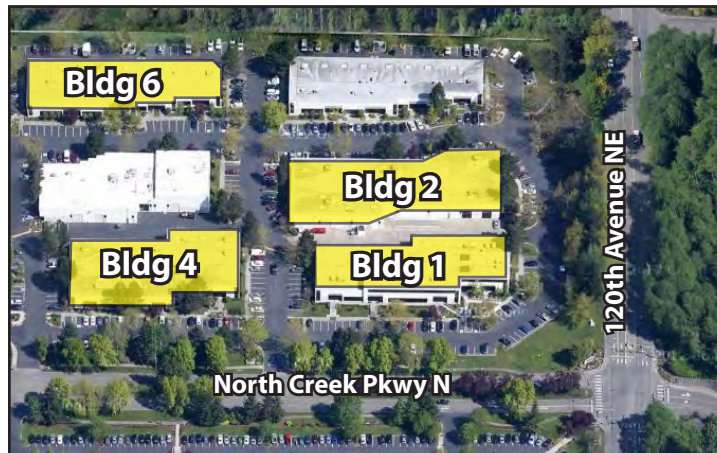 Bldg 6
Bldg 2
Bldg 4
Bldg 1
120th Avenue NE
North Creek Pkwy N